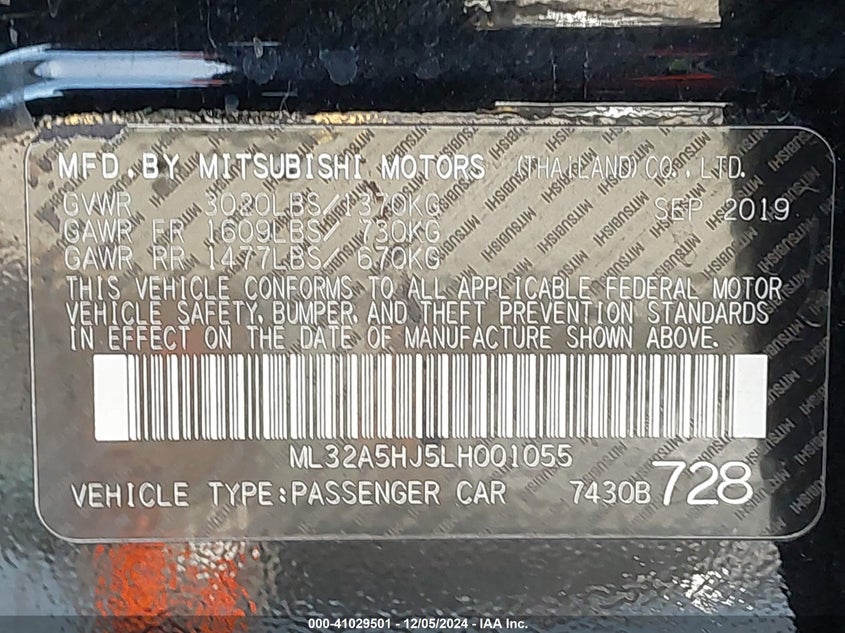 MFD.BY MITSUBISHI MOTORS (THAILAND)CO.,LTD.
GVWR 3020LBS/1370KG SEP 2019
GAWR FR 1609LBS/ 730KG
GAWR RR 1477LBS/ 670KG
THIS VEHICLE CONFORMS TO ALL APPLICABLE FEDERAL MOTOR
VEHICLE SAFETY, BUMPER, AND THEFT PREVENTION STANDARDS
IN EFFECT ON THE DATE OF MANUFACTURE SHOWN ABOVE.
ML32A5HJ5LH001055
VEHICLE TYPE:PASSENGER CAR 7430B 728
000-41029501 - 12/05/2024 - IAA Inc.